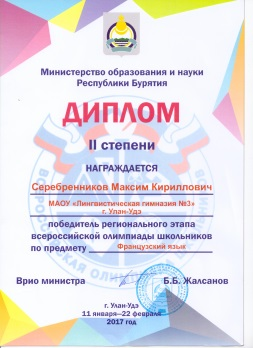 Министерство образования и науки
Республики Бурятия
ДИПЛОМ
II степени
НАГРАЖДАЕТСЯ
Серебренников Максим Кириллович
МАОУ «Лингвистическая гимназия №3»
г. Улан-Удэ
победитель регионального этапа
всероссийской олимпиады школьников
по предмету Французский язык
Врио министра Б.Б. Жалсанов
г. Улан-Удэ
11 января—22 февраля
2017 год